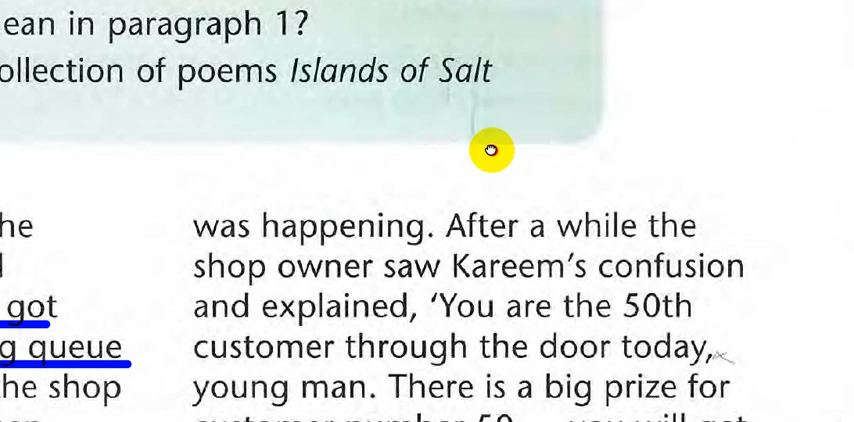 ean in paragraph 1?
ollection of poems Islands of Salt
he
got
g queue
he shop
was happening. After a while the
shop owner saw Kareem's confusion
and explained, 'You are the 50th
customer through the door today,
young man. There is a big prize for